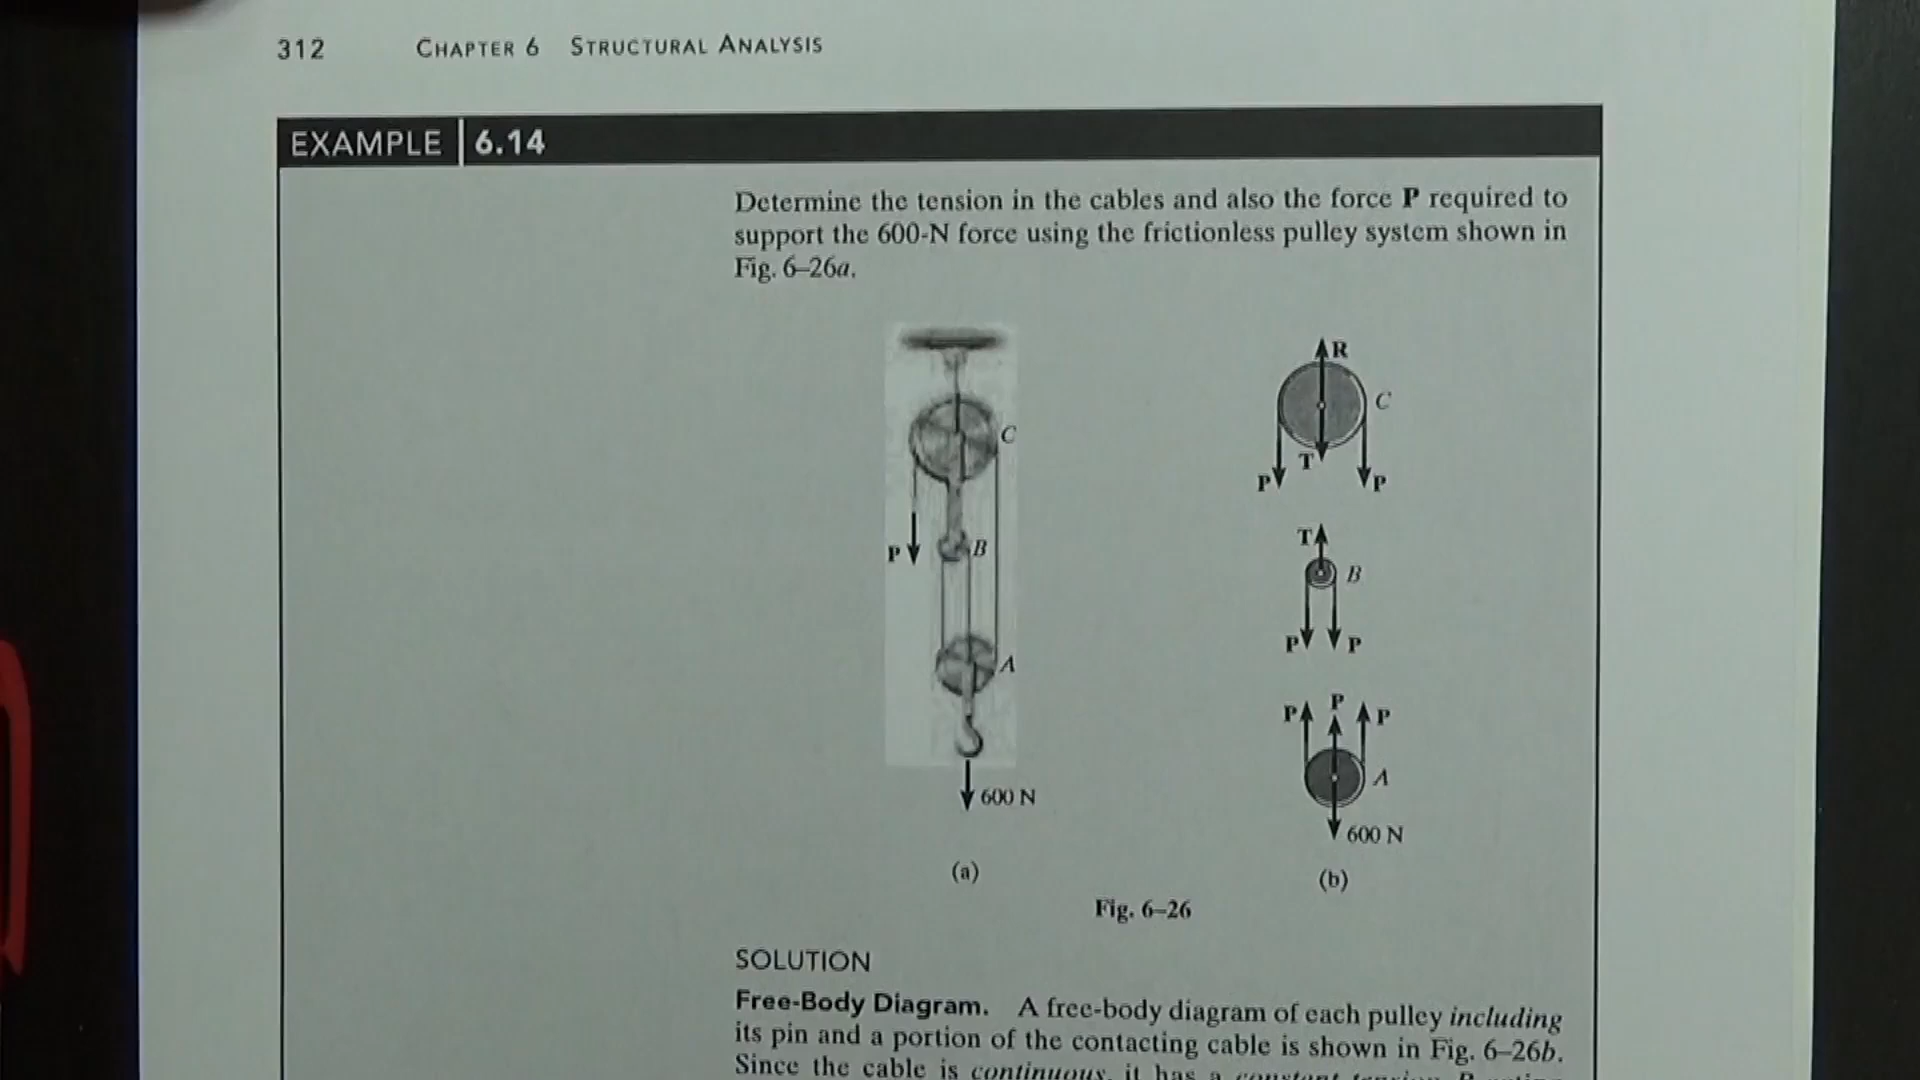 312 CHAPTER 6 STRUCTURAL ANALYSIS
EXAMPLE 6.14
Determine the tension in the cables and also the force P required to
support the 600-N force using the frictionless pulley system shown in
Fig. 6–26a.
R
C
C
T
P
P
T
P
B
B
P
P
P
P
P
A
A
600 N
600 N
(a)
(b)
Fig. 6–26
SOLUTION
Free-Body Diagram. A free-body diagram of each pulley including
its pin and a portion of the contacting cable is shown in Fig. 6–26b.
Since the cable is continuous, it has a constant tension P